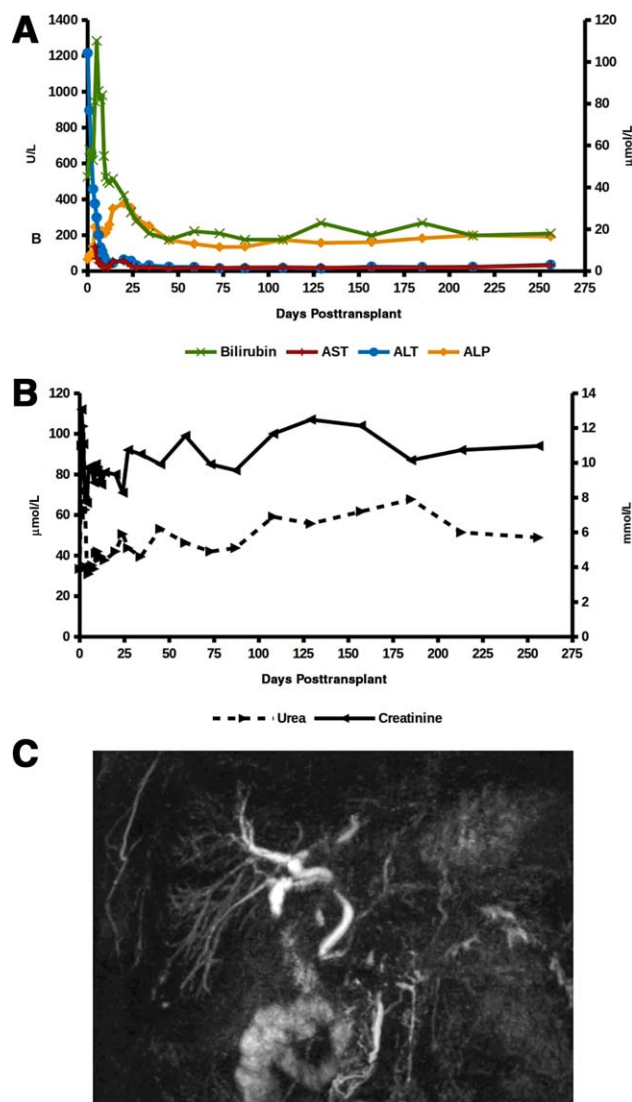 A
1400
1200
1000
800
600
400
200
0
U/L
B
120
100
80
60
40
20
0
μmol/L
0 25 50 75 100 125 150 175 200 225 250 275
Days Posttransplant
Bilirubin AST ALT ALP
B
120
100
80
60
40
20
0
μmol/L
14
12
10
8
6
4
2
0
mmol/L
0 25 50 75 100 125 150 175 200 225 250 275
Days Posttransplant
Urea Creatinine
C